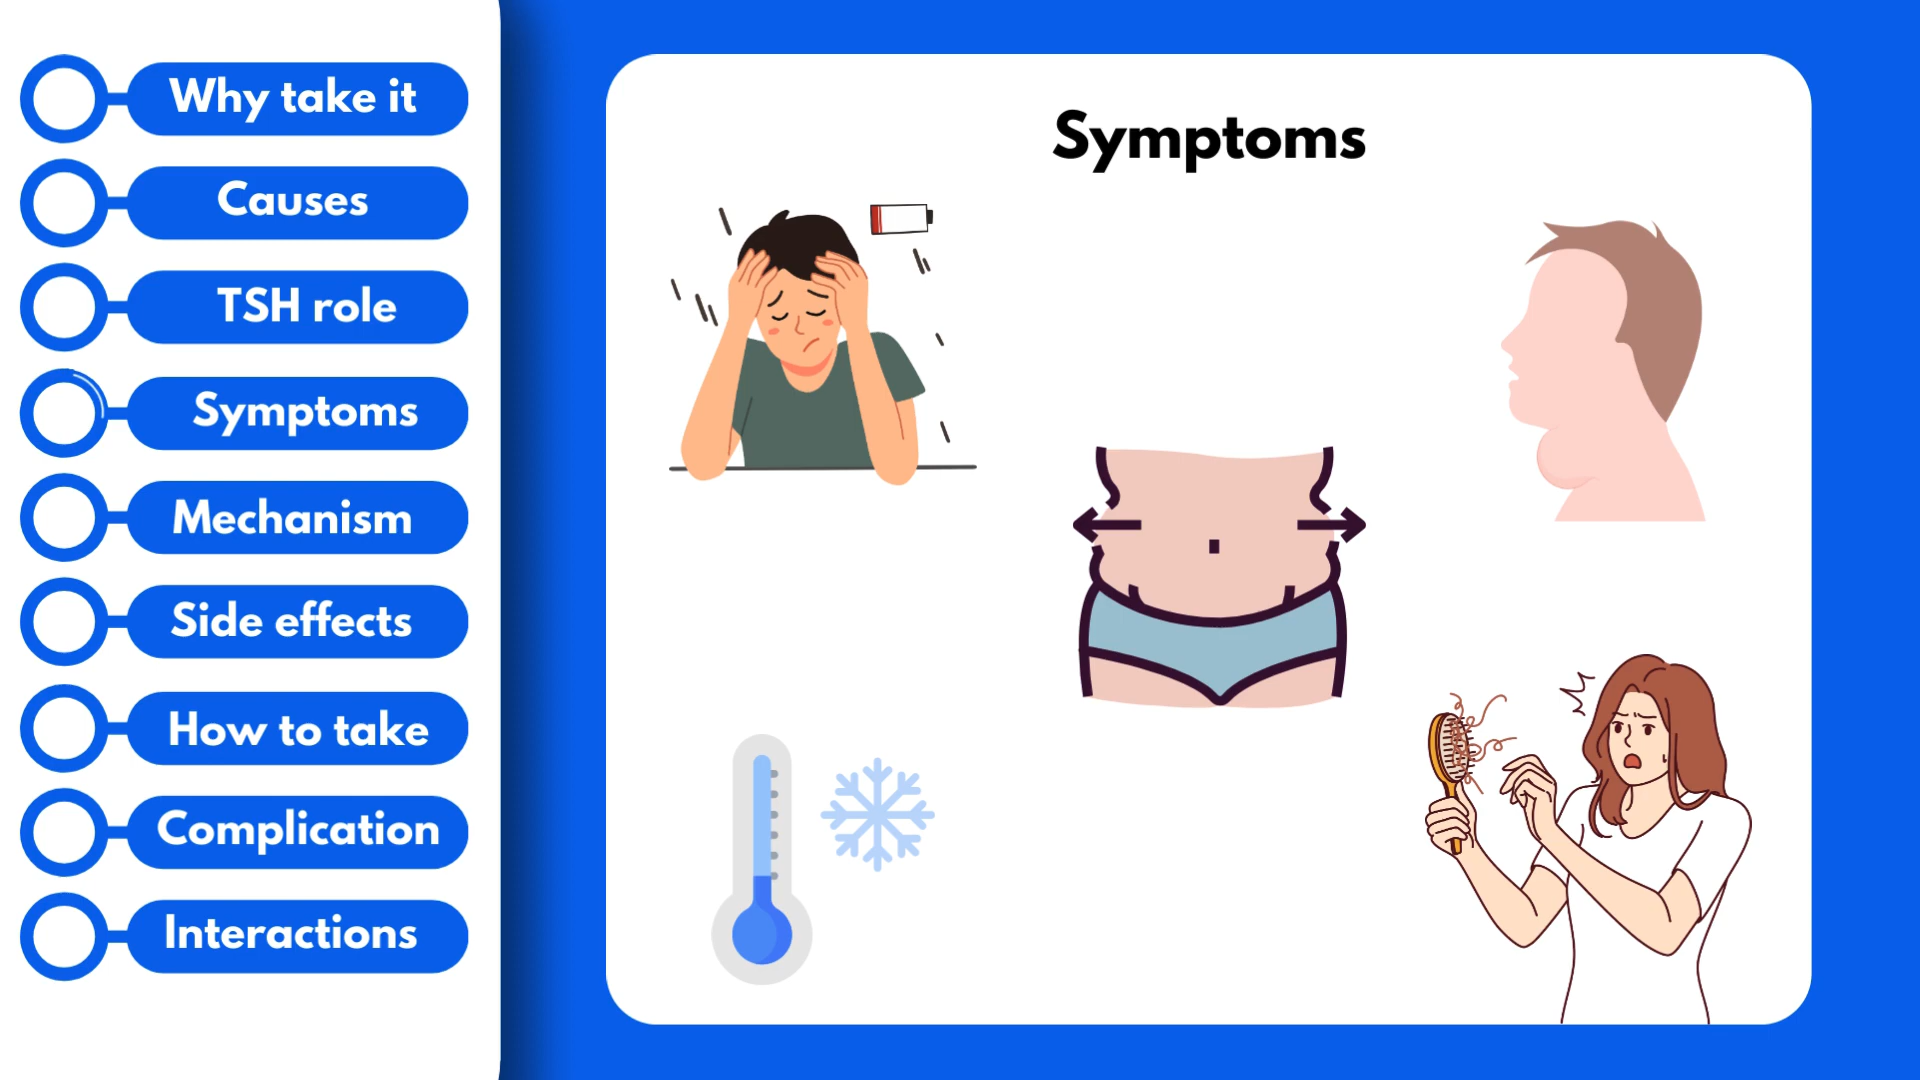 Why take it
Causes
TSH role
Symptoms
Mechanism
Side effects
How to take
Complication
Interactions
Symptoms